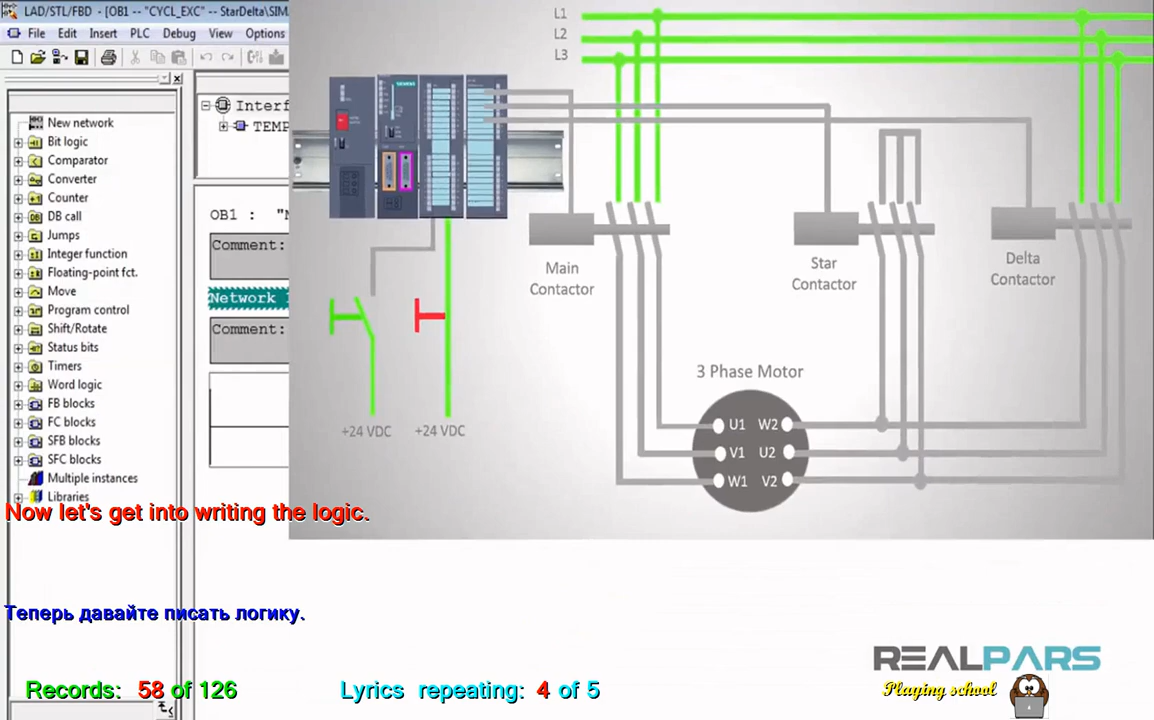 LAD/STL/FBD - [OB1 -- "CYCL_EXC" -- StarDelta\SIM
File Edit Insert PLC Debug View Options
New network
Bit logic
Comparator
Converter
Counter
DB call
Jumps
Integer function
Floating-point fct.
Move
Program control
Shift/Rotate
Status bits
Timers
Word logic
FB blocks
FC blocks
SFB blocks
SFC blocks
Multiple instances
Libraries
Interf
TEMP
OB1 : "M
Comment:
Network
Comment:
L1
L2
L3
SIEMENS
Main
Contactor
Star
Contactor
Delta
Contactor
3 Phase Motor
U1 W2
V1 U2
W1 V2
+24 VDC +24 VDC
Now let's get into writing the logic.
Теперь давайте писать логику.
Records: 58 of 126
Lyrics repeating: 4 of 5
REALPARS
Playing school